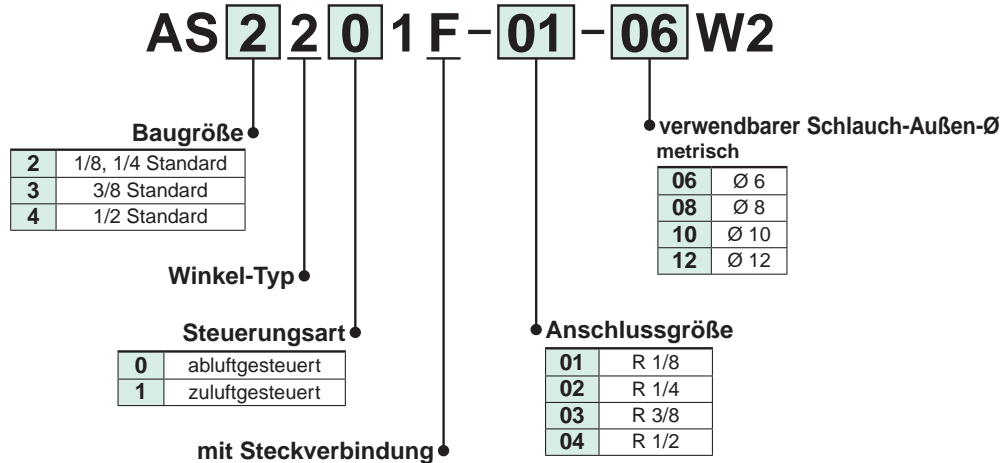 AS 2 2 0 1 F - 01 - 06 W2
Baugröße
2 1/8, 1/4 Standard
3 3/8 Standard
4 1/2 Standard
Winkel-Typ
Steuerungsart
0 abluftgesteuert
1 zuluftgesteuert
mit Steckverbindung
verwendbarer Schlauch-Außen-Ø
metrisch
06 Ø 6
08 Ø 8
10 Ø 10
12 Ø 12
Anschlussgröße
01 R 1/8
02 R 1/4
03 R 3/8
04 R 1/2